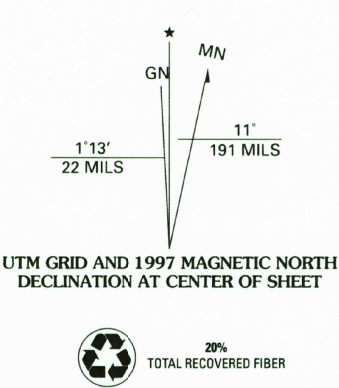 ★
MN
GN
11°
191 MILS
1°13′
22 MILS
UTM GRID AND 1997 MAGNETIC NORTH
DECLINATION AT CENTER OF SHEET
20%
TOTAL RECOVERED FIBER